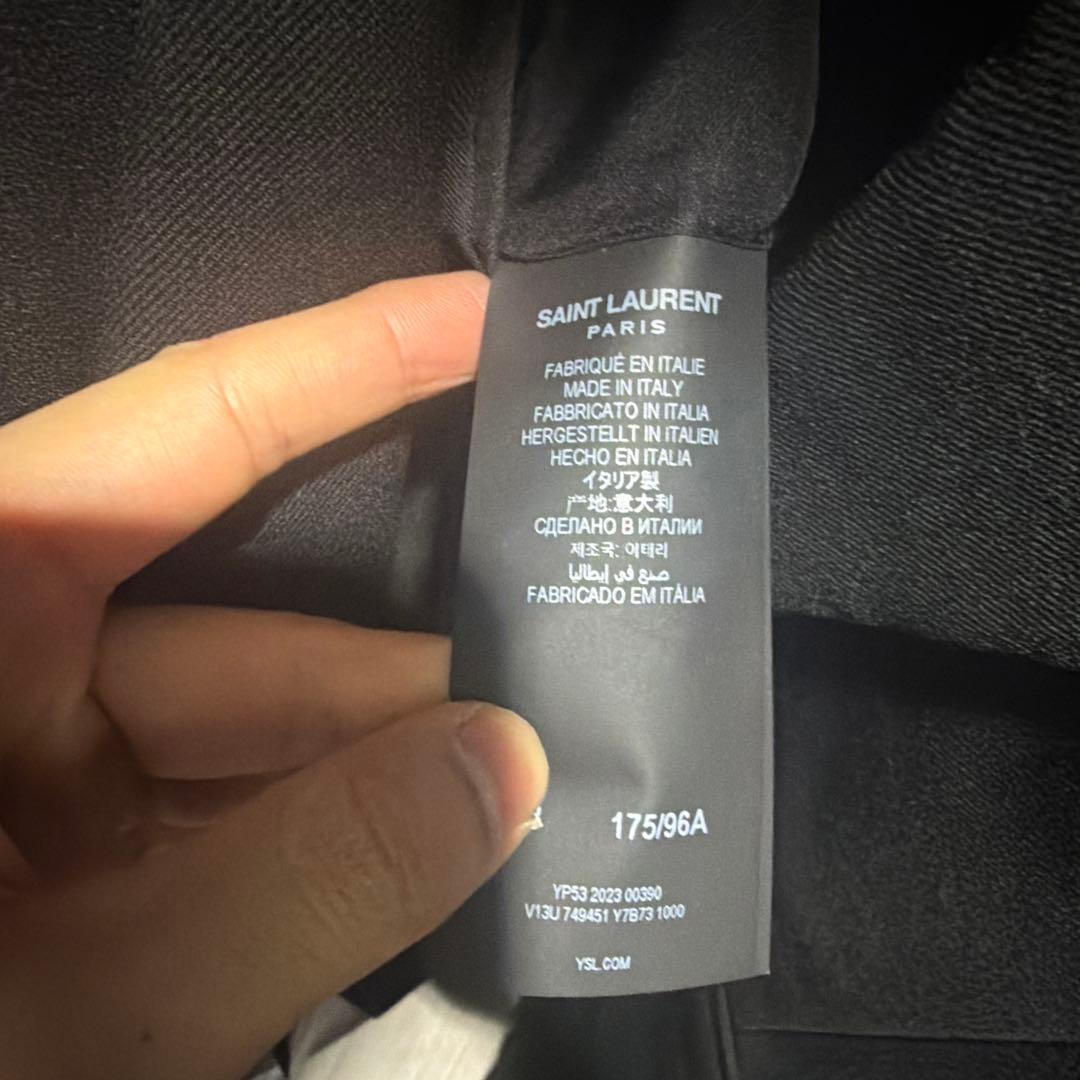 SAINT LAURENT
PARIS
FABRIQUÉ EN ITALIE
MADE IN ITALY
FABBRICATO IN ITALIA
HERGESTELLT IN ITALIEN
HECHO EN ITALIA
イタリア製
产地:意大利
СДЕЛАНО В ИТАЛИИ
제조국: 이태리
صنع في إيطاليا
FABRICADO EM ITÂLIA
175/96A
YP53 2023 00390
V13U 749451 Y7B73 1000
YSL.COM